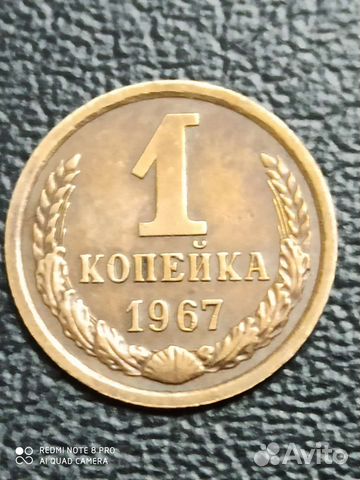 1
КОПЕЙКА
1967
REDMI NOTE 8 PRO
AI QUAD CAMERA
Avito